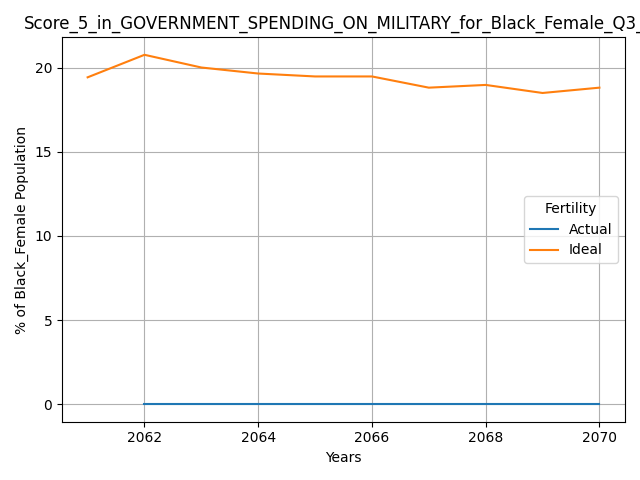 Score_5_in_GOVERNMENT_SPENDING_ON_MILITARY_for_Black_Female_Q3_
% of Black_Female Population
20
15
10
5
0
Fertility
Actual
Ideal
2062 2064 2066 2068 2070
Years